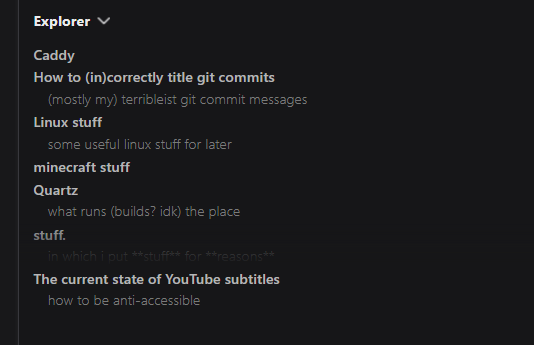 Explorer
Caddy
How to (in)correctly title git commits
(mostly my) terribleist git commit messages
Linux stuff
some useful linux stuff for later
minecraft stuff
Quartz
what runs (builds? idk) the place
stuff.
in which i put **stuff** for **reasons**
The current state of YouTube subtitles
how to be anti-accessible